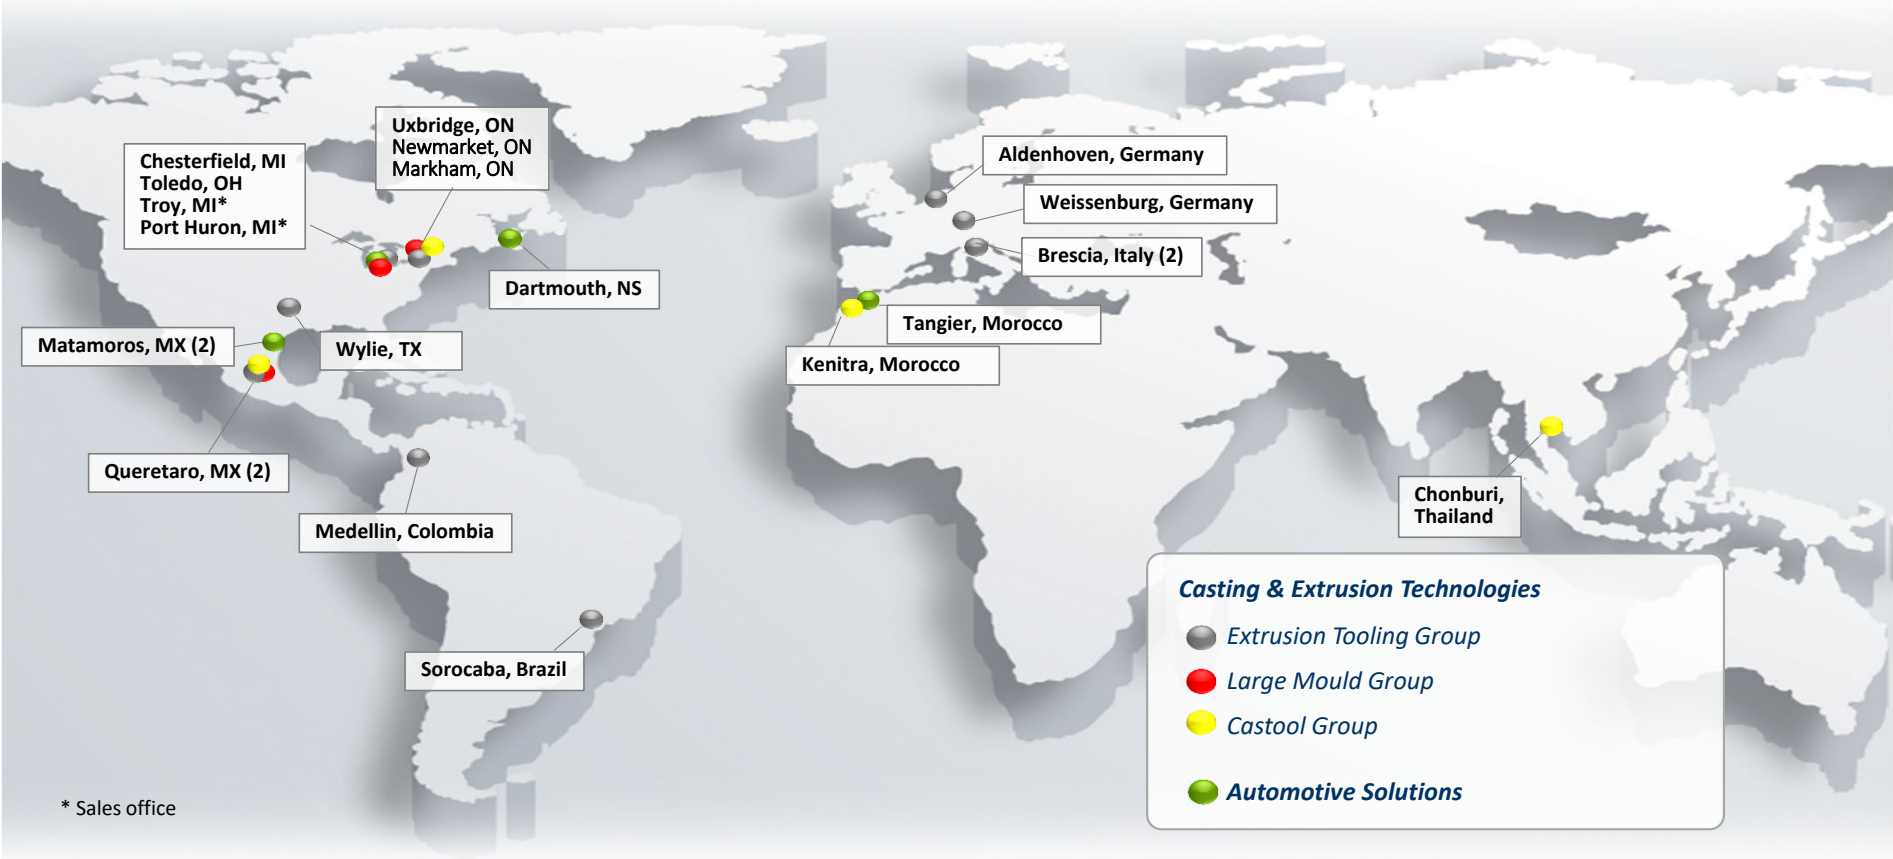 Uxbridge, ON
Newmarket, ON
Markham, ON
Chesterfield, MI
Toledo, OH
Troy, MI*
Port Huron, MI*
Aldenhoven, Germany
Weissenburg, Germany
Brescia, Italy (2)
Dartmouth, NS
Tangier, Morocco
Matamoros, MX (2)
Wylie, TX
Kenitra, Morocco
Queretaro, MX (2)
Chonburi,
Thailand
Medellin, Colombia
Sorocaba, Brazil
Casting & Extrusion Technologies
Extrusion Tooling Group
Large Mould Group
Castool Group
Automotive Solutions
* Sales office